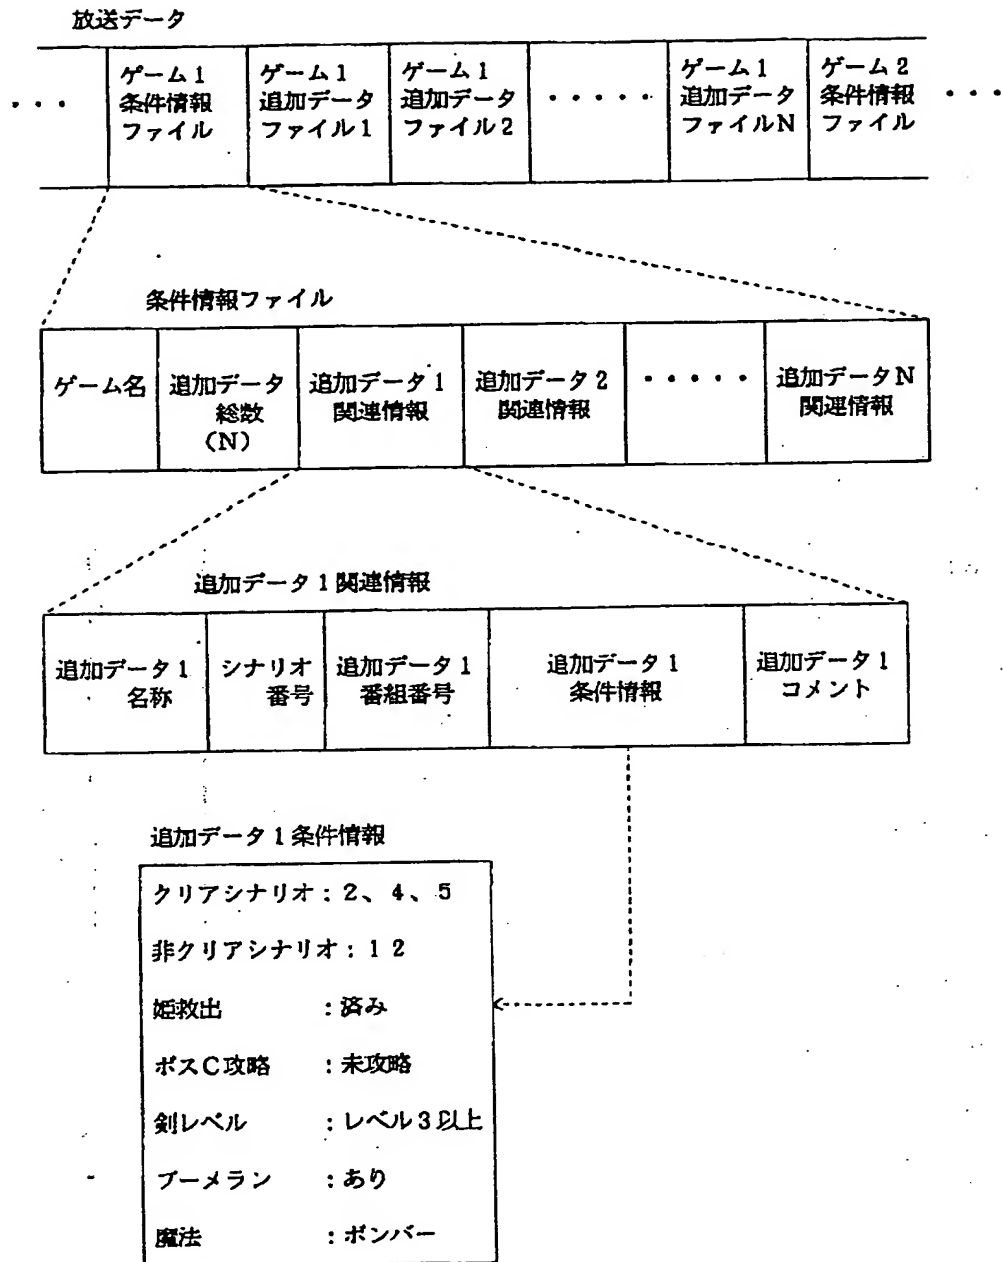 放送データ
・・・
ゲーム1
条件情報
ファイル
ゲーム1
追加データ
ファイル1
ゲーム1
追加データ
ファイル2
・・・・・
ゲーム1
追加データ
ファイルN
ゲーム2
条件情報
ファイル
・・・
条件情報ファイル
ゲーム名
追加データ
総数
(N)
追加データ1
関連情報
追加データ2
関連情報
・・・・・
追加データN
関連情報
追加データ1関連情報
追加データ1
名称
シナリオ
番号
追加データ1
番組番号
追加データ1
条件情報
追加データ1
コメント
追加データ1条件情報
クリアシナリオ:2、4、5
非クリアシナリオ:12
姫救出 :済み
ボスC攻略 :未攻略
剣レベル :レベル3以上
ブーメラン :あり
魔法 :ボンバー